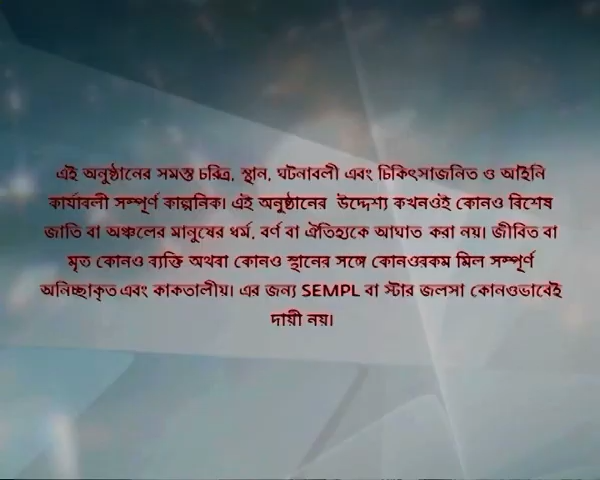 এই অনুষ্ঠানের সমস্ত চরিত্র, স্থান, ঘটনাবলী এবং চিকিৎসাজনিত ও আইনি
কার্যাবলী সম্পূর্ণ কাল্পনিক। এই অনুষ্ঠানের উদ্দেশ্য কখনওই কোনও বিশেষ
জাতি বা অঞ্চলের মানুষের ধর্ম, বর্ণ বা ঐতিহ্যকে আঘাত করা নয়। জীবিত বা
মৃত কোনও ব্যক্তি অথবা কোনও স্থানের সঙ্গে কোনওরকম মিল সম্পূর্ণ
অনিচ্ছাকৃত এবং কাকতালীয়। এর জন্য SEMPL বা স্টার জলসা কোনওভাবেই
দায়ী নয়।